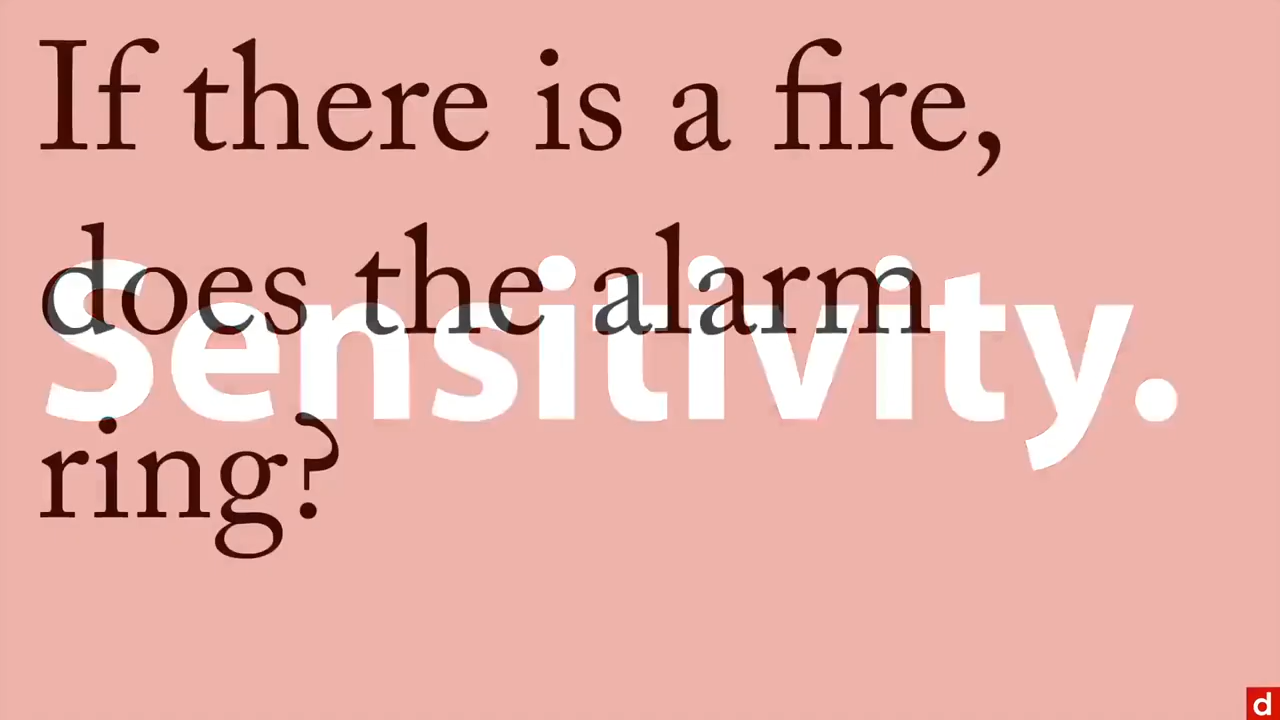 If there is a fire,
does the alarm
Sensitivity.
ring?
d